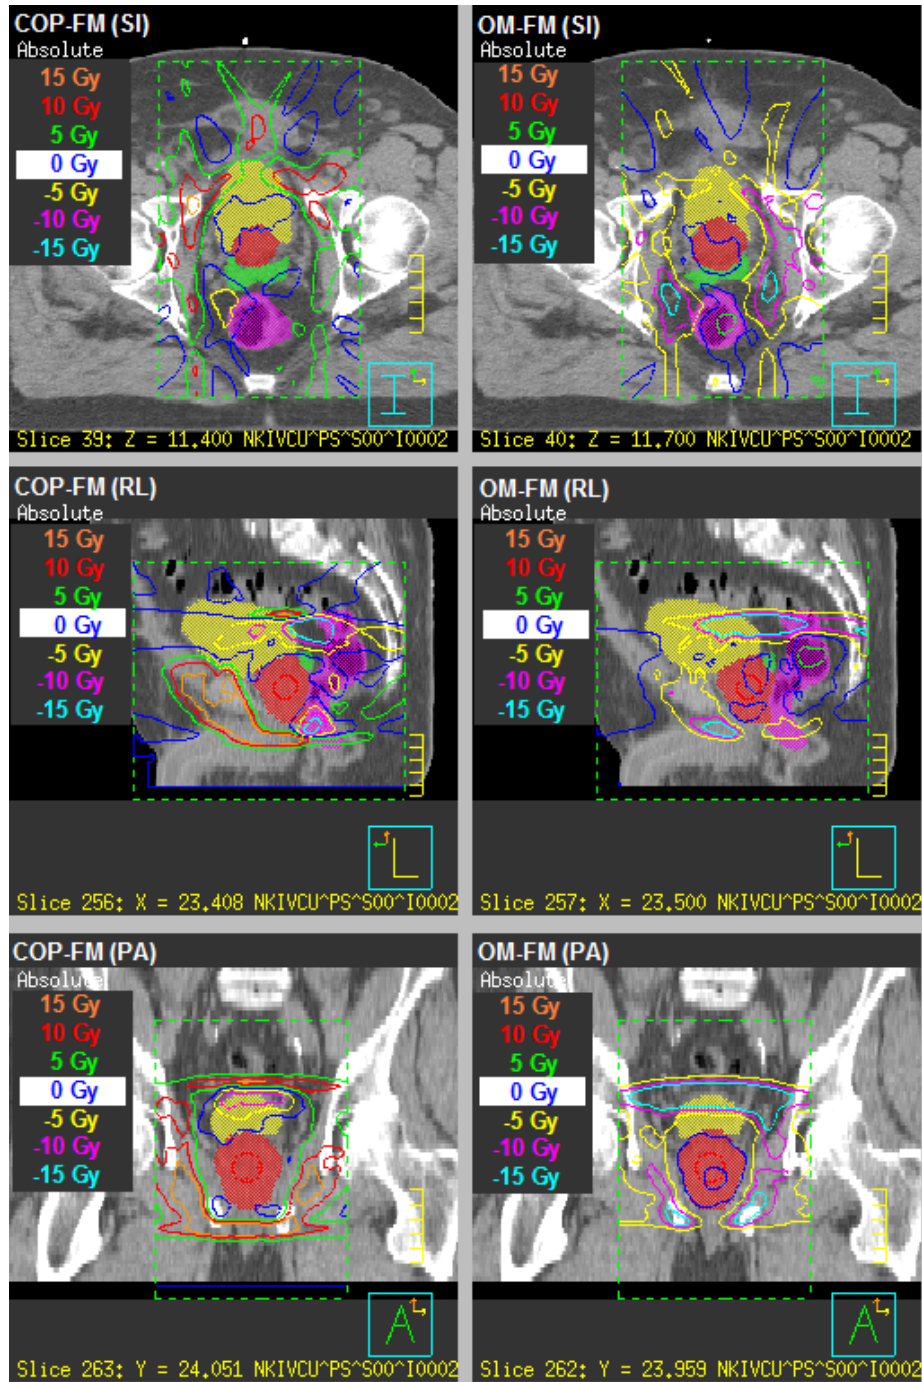 COP-FM (SI)
Absolute
15 Gy
10 Gy
5 Gy
0 Gy
-5 Gy
-10 Gy
-15 Gy
I
Slice 39: Z = 11.400 NKIVCU^PS^S00^I0002
OM-FM (SI)
Absolute
15 Gy
10 Gy
5 Gy
0 Gy
-5 Gy
-10 Gy
-15 Gy
I
Slice 40: Z = 11.700 NKIVCU^PS^S00^I0002
COP-FM (RL)
Absolute
15 Gy
10 Gy
5 Gy
0 Gy
-5 Gy
-10 Gy
-15 Gy
L
Slice 256: X = 23.408 NKIVCU^PS^S00^I0002
OM-FM (RL)
Absolute
15 Gy
10 Gy
5 Gy
0 Gy
-5 Gy
-10 Gy
-15 Gy
L
Slice 257: X = 23.500 NKIVCU^PS^S00^I0002
COP-FM (PA)
Absolute
15 Gy
10 Gy
5 Gy
0 Gy
-5 Gy
-10 Gy
-15 Gy
A
Slice 263: Y = 24.051 NKIVCU^PS^S00^I0002
OM-FM (PA)
Absolute
15 Gy
10 Gy
5 Gy
0 Gy
-5 Gy
-10 Gy
-15 Gy
A
Slice 262: Y = 23.959 NKIVCU^PS^S00^I0002